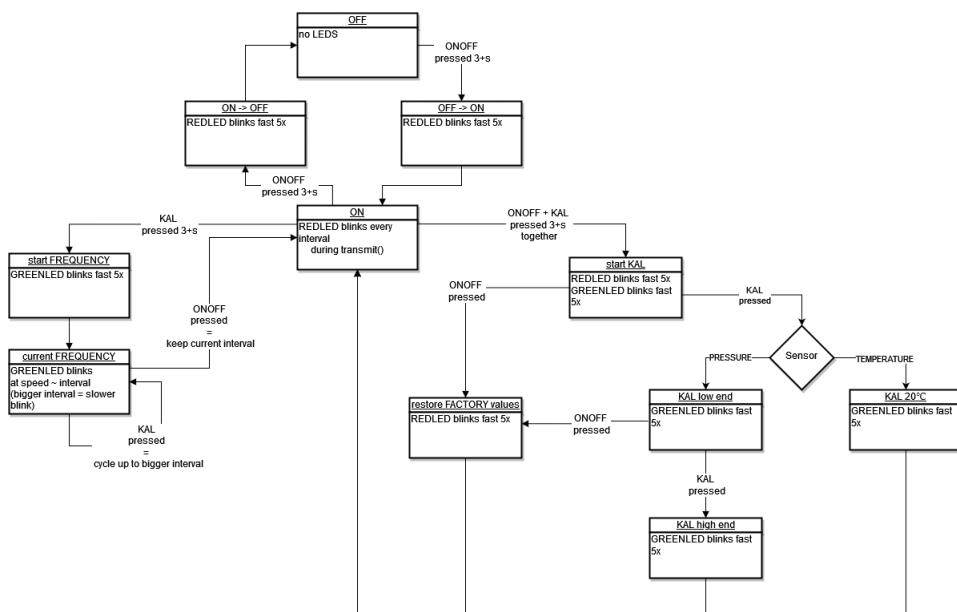 OFF
no LEDS
ONOFF
pressed 3+s
ON -> OFF
REDLED blinks fast 5x
OFF -> ON
REDLED blinks fast 5x
ONOFF
pressed 3+s
ON
REDLED blinks every
interval
during transmit()
KAL
pressed 3+s
ONOFF + KAL
pressed 3+s
together
start FREQUENCY
GREENLED blinks fast 5x
start KAL
REDLED blinks fast 5x
GREENLED blinks fast
5x
ONOFF
pressed
KAL
pressed
ONOFF
pressed
=
keep current interval
current FREQUENCY
GREENLED blinks
at speed ~ interval
(bigger interval = slower
blink)
Sensor
PRESSURE
TEMPERATURE
KAL
pressed
=
cycle up to bigger interval
restore FACTORY values
REDLED blinks fast 5x
ONOFF
pressed
KAL low end
GREENLED blinks fast
5x
KAL 20°C
GREENLED blinks fast
5x
KAL
pressed
KAL high end
GREENLED blinks fast
5x